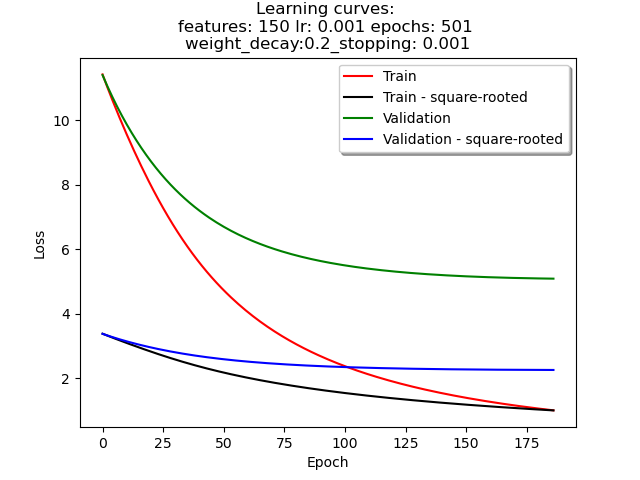 Learning curves:
features: 150 lr: 0.001 epochs: 501
weight_decay:0.2_stopping: 0.001
Train
Train - square-rooted
Validation
Validation - square-rooted
Loss
10
8
6
4
2
0
25
50
75
100
125
150
175
Epoch